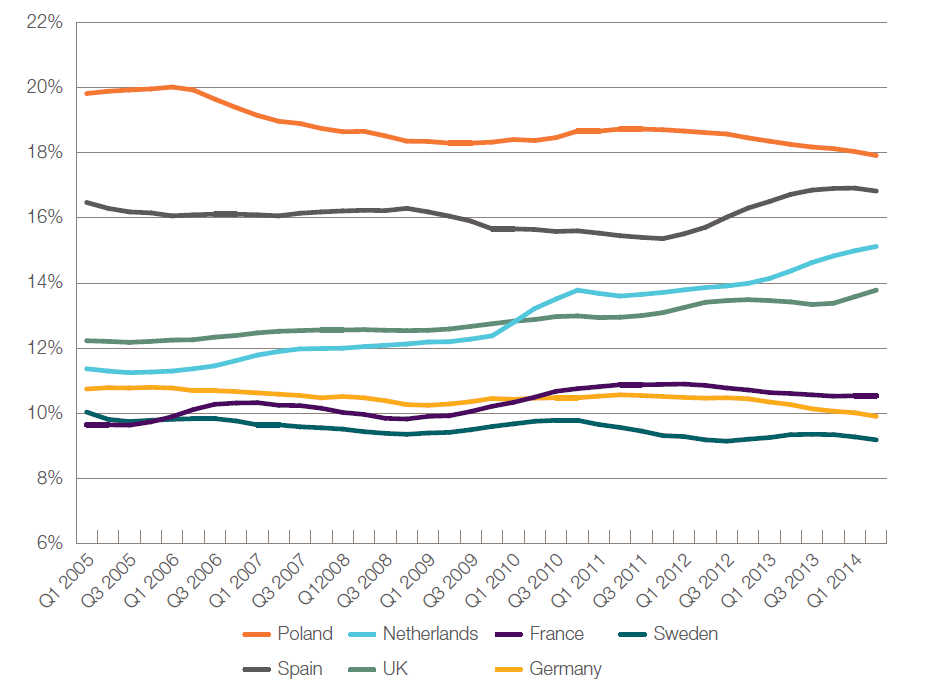 22%
20%
18%
16%
14%
12%
10%
8%
6%
Q1 2005
Q3 2005
Q1 2006
Q3 2006
Q1 2007
Q3 2007
Q12008
Q3 2008
Q1 2009
Q3 2009
Q1 2010
Q3 2010
Q1 2011
Q3 2011
Q1 2012
Q3 2012
Q1 2013
Q3 2013
Q1 2014
Poland Netherlands France Sweden
Spain UK Germany